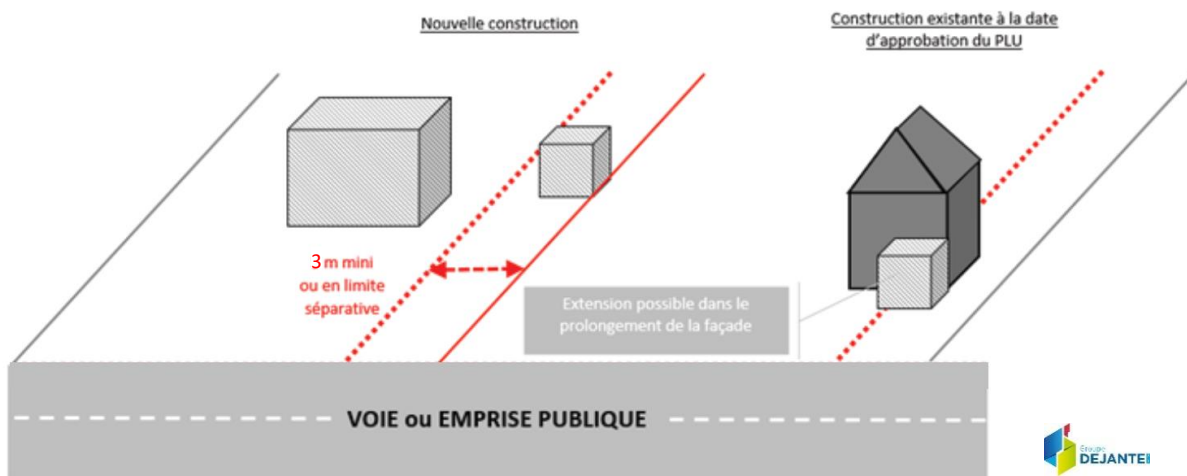 Nouvelle construction
Construction existante à la date
d'approbation du PLU
3 m mini
ou en limite
séparative
Extension possible dans le
prolongement de la façade
VOIE ou EMPRISE PUBLIQUE
Groupe
DEJANTE